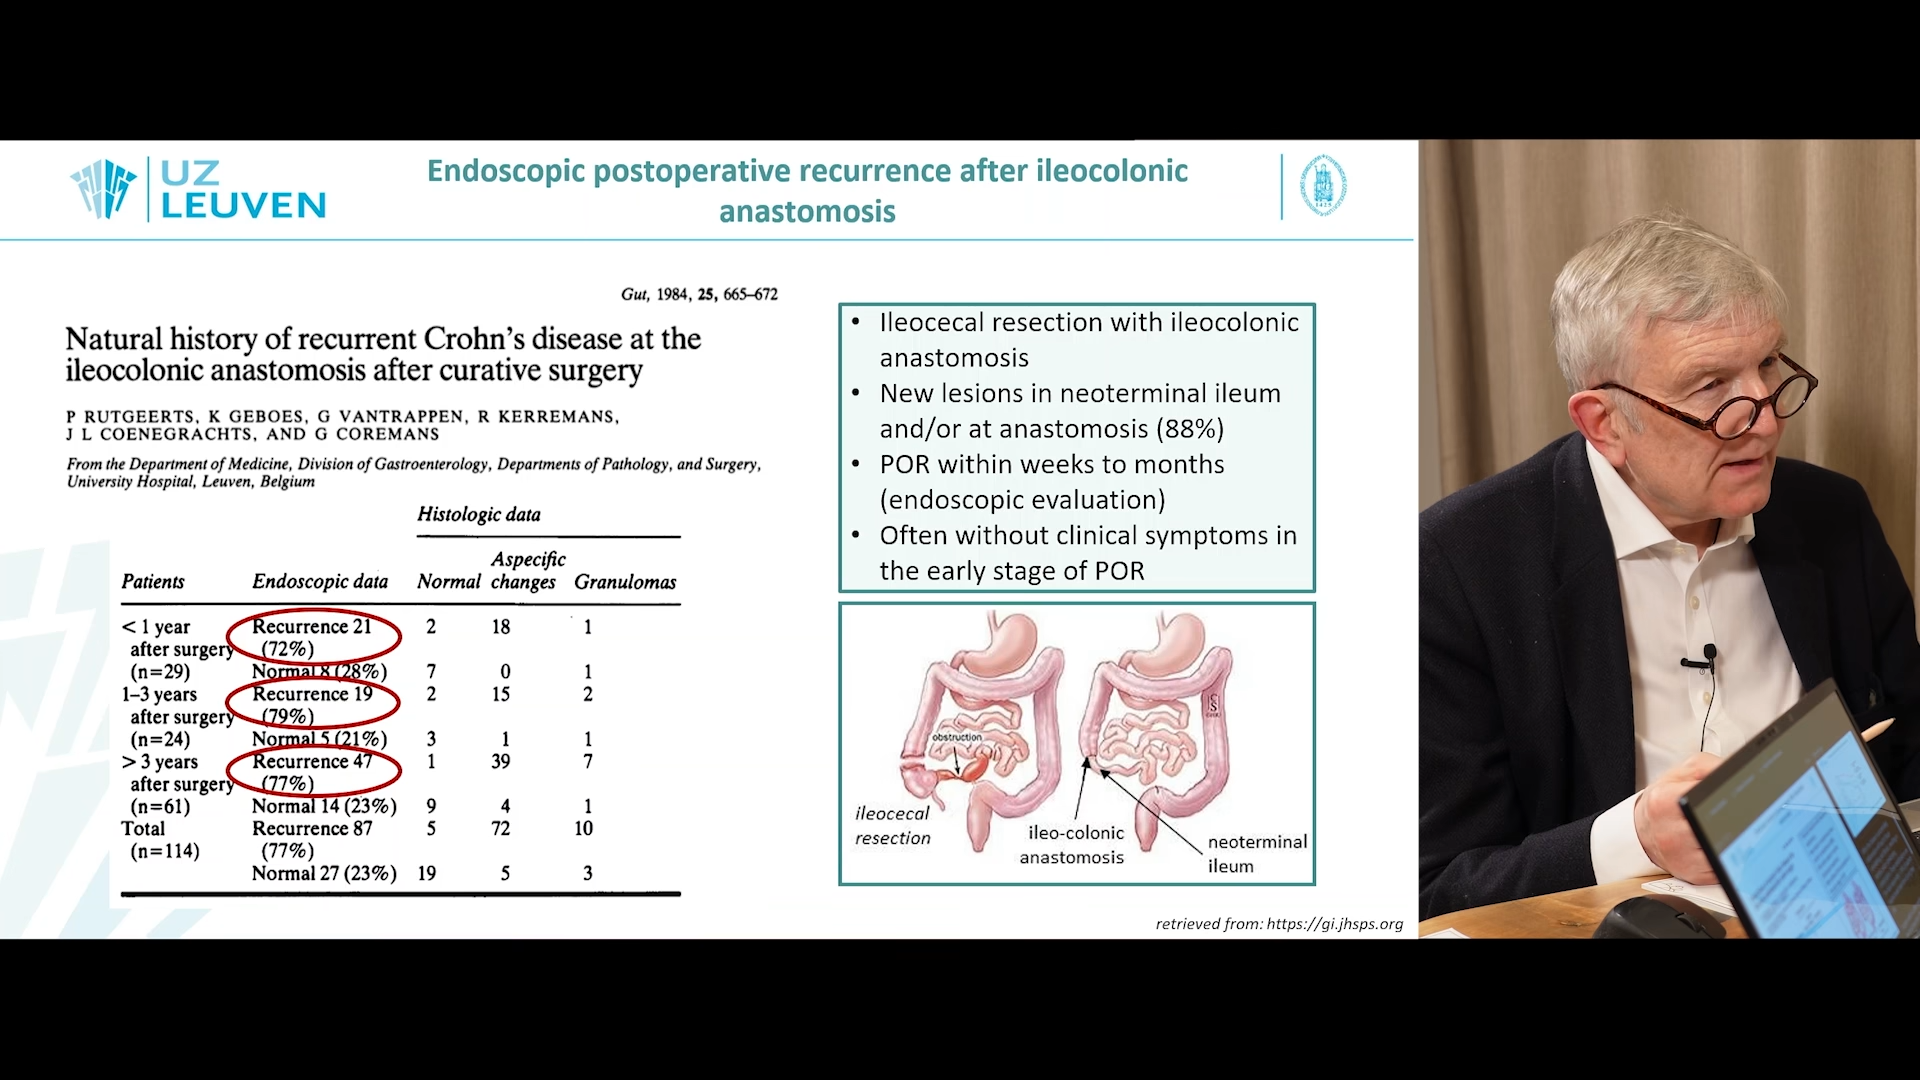 UZ
LEUVEN
Endoscopic postoperative recurrence after ileocolonic
anastomosis
Gut, 1984, 25, 665–672
Natural history of recurrent Crohn's disease at the
ileocolonic anastomosis after curative surgery
P RUTGEERTS, K GEBOES, G VANTRAPPEN, R KERREMANS,
J L COENEGRACHTS, AND G COREMANS
From the Department of Medicine, Division of Gastroenterology, Departments of Pathology, and Surgery,
University Hospital, Leuven, Belgium
Histologic data
Aspecific
Patients Endoscopic data Normal changes Granulomas
< 1 year Recurrence 21 2 18 1
after surgery (72%)
(n=29) Normal 8 (28%) 7 0 1
1–3 years Recurrence 19 2 15 2
after surgery (79%)
(n=24) Normal 5 (21%) 3 1 1
> 3 years Recurrence 47 1 39 7
after surgery (77%)
(n=61) Normal 14 (23%) 9 4 1
Total Recurrence 87 5 72 10
(n=114) (77%)
Normal 27 (23%) 19 5 3
• Ileocecal resection with ileocolonic
anastomosis
• New lesions in neoterminal ileum
and/or at anastomosis (88%)
• POR within weeks to months
(endoscopic evaluation)
• Often without clinical symptoms in
the early stage of POR
obstruction
ileocecal
resection
ileo-colonic
anastomosis
neoterminal
ileum
retrieved from: https://gi.jhsps.org